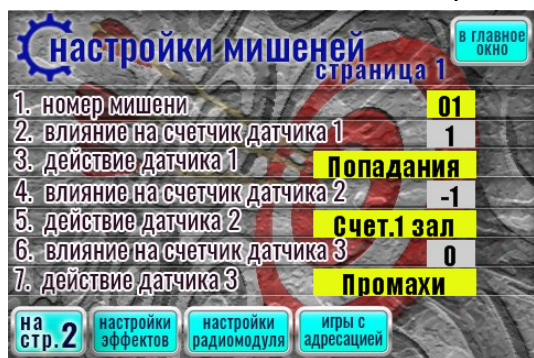 настройки мишеней
страница 1
в главное
окно
1. номер мишени 01
2. влияние на счетчик датчика 1 1
3. действие датчика 1 Попадания
4. влияние на счетчик датчика 2 -1
5. действие датчика 2 Счет.1 зал
6. влияние на счетчик датчика 3 0
7. действие датчика 3 Промахи
на
стр.2
настройки
эффектов
настройки
радиомодуля
игры с
адресацией